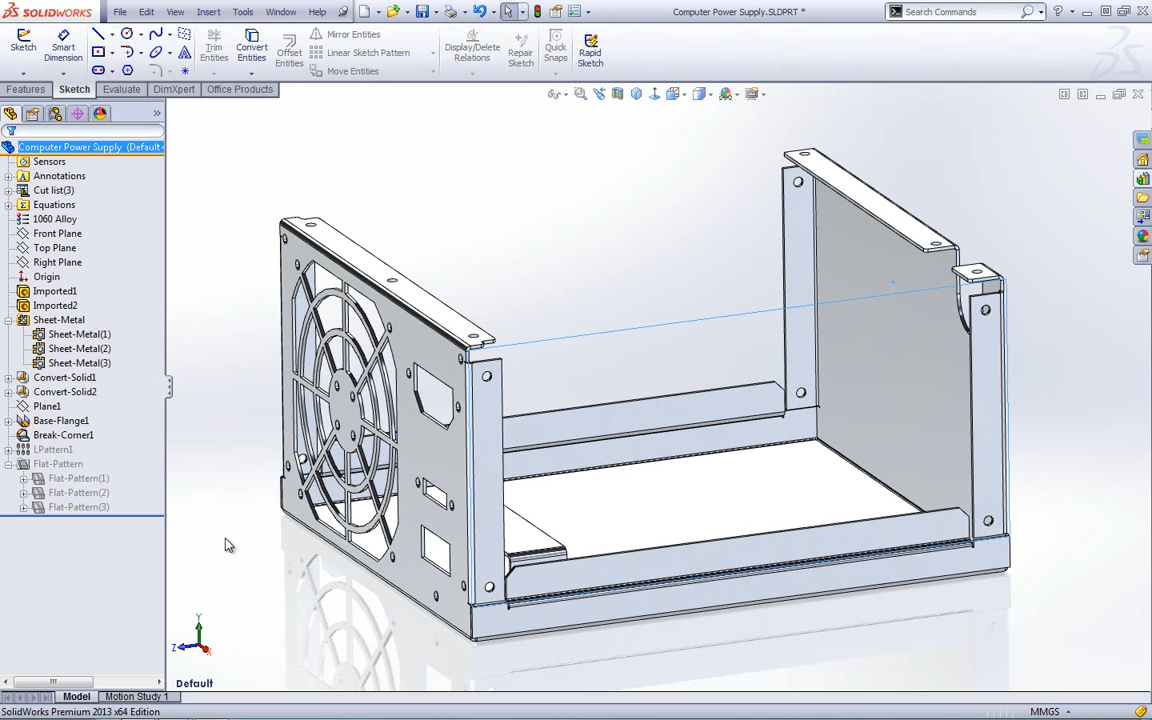 SOLIDWORKS File Edit View Insert Tools Window Help Computer Power Supply.SLDPRT * Search Commands
Sketch Smart Dimension Trim Entities Convert Entities Offset Entities Mirror Entities Linear Sketch Pattern Move Entities Display/Delete Relations Repair Sketch Quick Snaps Rapid Sketch
Features Sketch Evaluate DimXpert Office Products
Computer Power Supply (Default<
Sensors
Annotations
Cut list(3)
Equations
1060 Alloy
Front Plane
Top Plane
Right Plane
Origin
Imported1
Imported2
Sheet-Metal
Sheet-Metal(1)
Sheet-Metal(2)
Sheet-Metal(3)
Convert-Solid1
Convert-Solid2
Plane1
Base-Flange1
Break-Corner1
LPattern1
Flat-Pattern
Flat-Pattern(1)
Flat-Pattern(2)
Flat-Pattern(3)
Y
Z X
Default
Model Motion Study 1
SolidWorks Premium 2013 x64 Edition MMGS